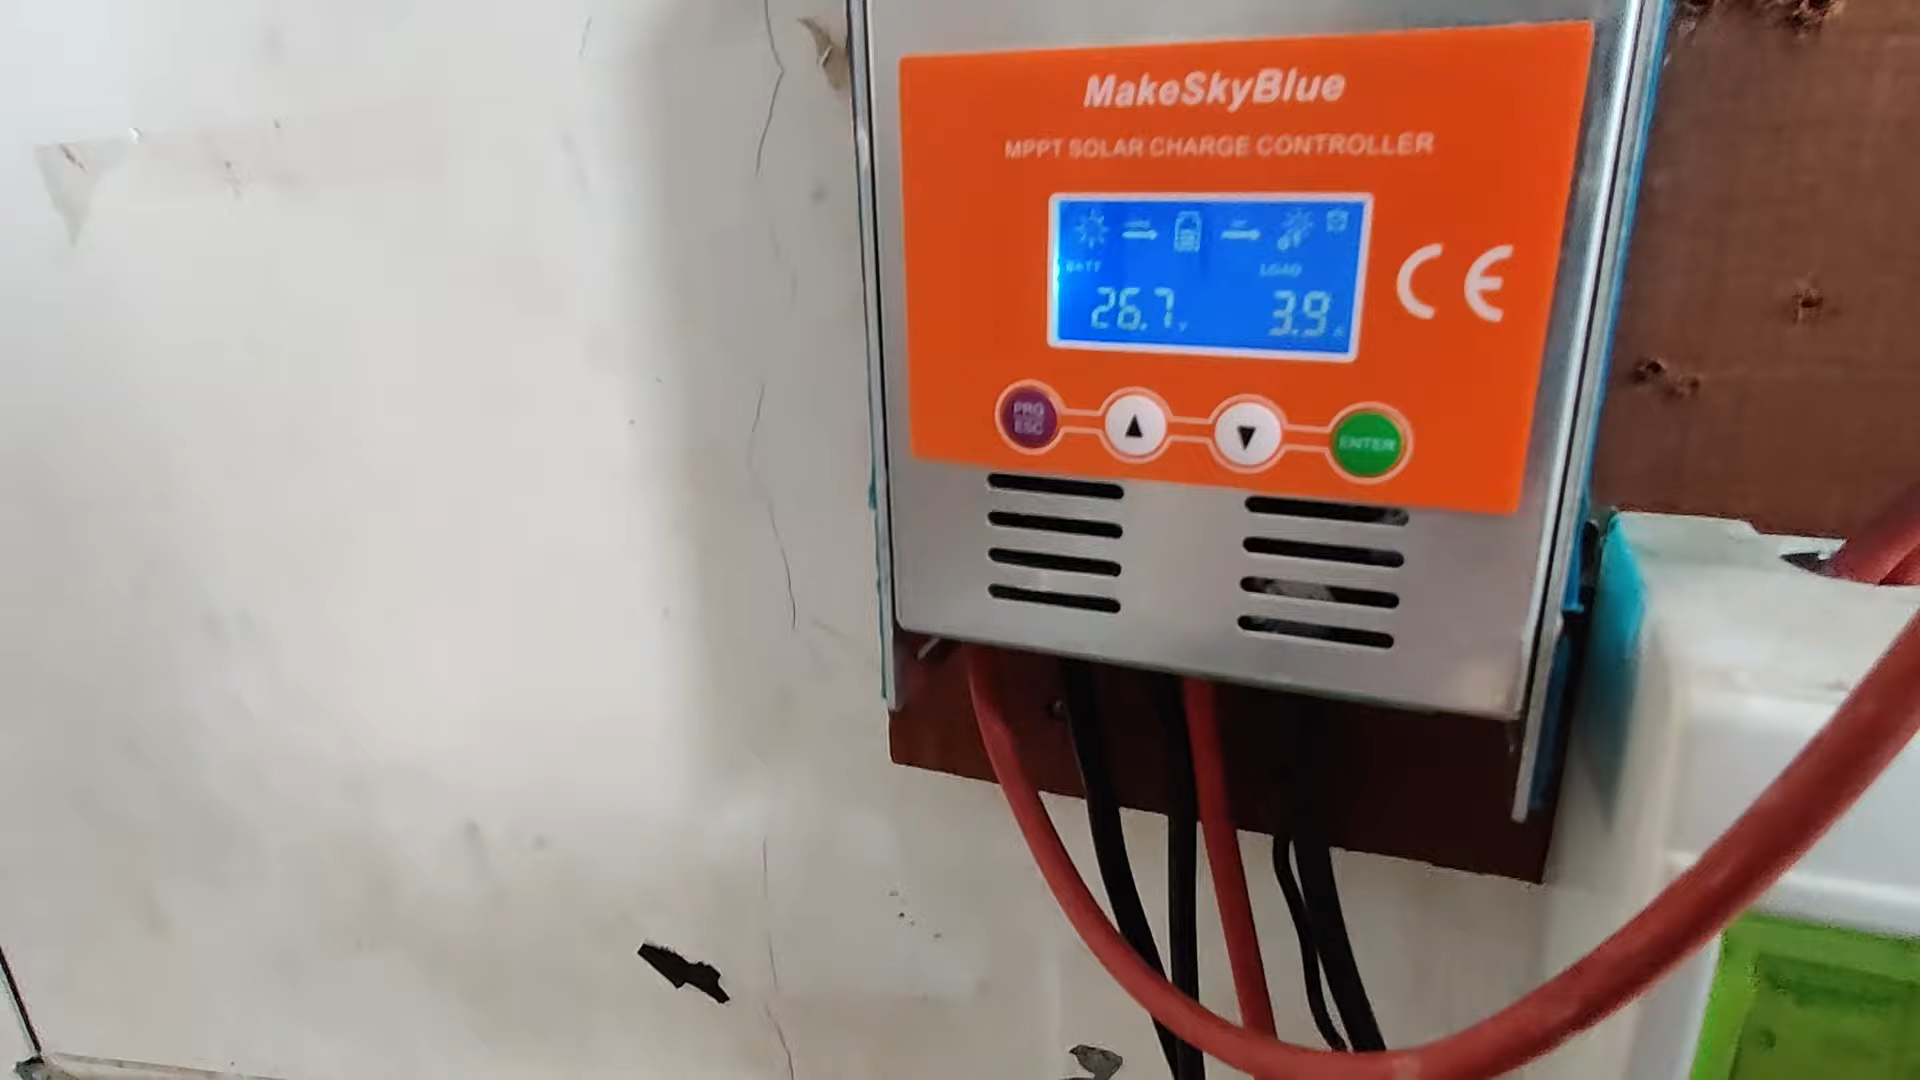 MakeSkyBlue
MPPT SOLAR CHARGE CONTROLLER
BATT LOAD
26.7 V 3.9 A
CE
PRG ESC ▲ ▼ ENTER